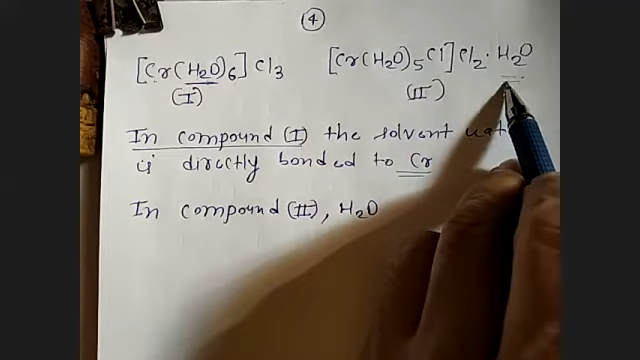 4
[Cr(H₂O)₆]Cl₃ [Cr(H₂O)₅Cl]Cl₂·H₂O
(I) (II)
In compound (I) the solvent
is directly bonded to Cr
In compound (II), H₂O